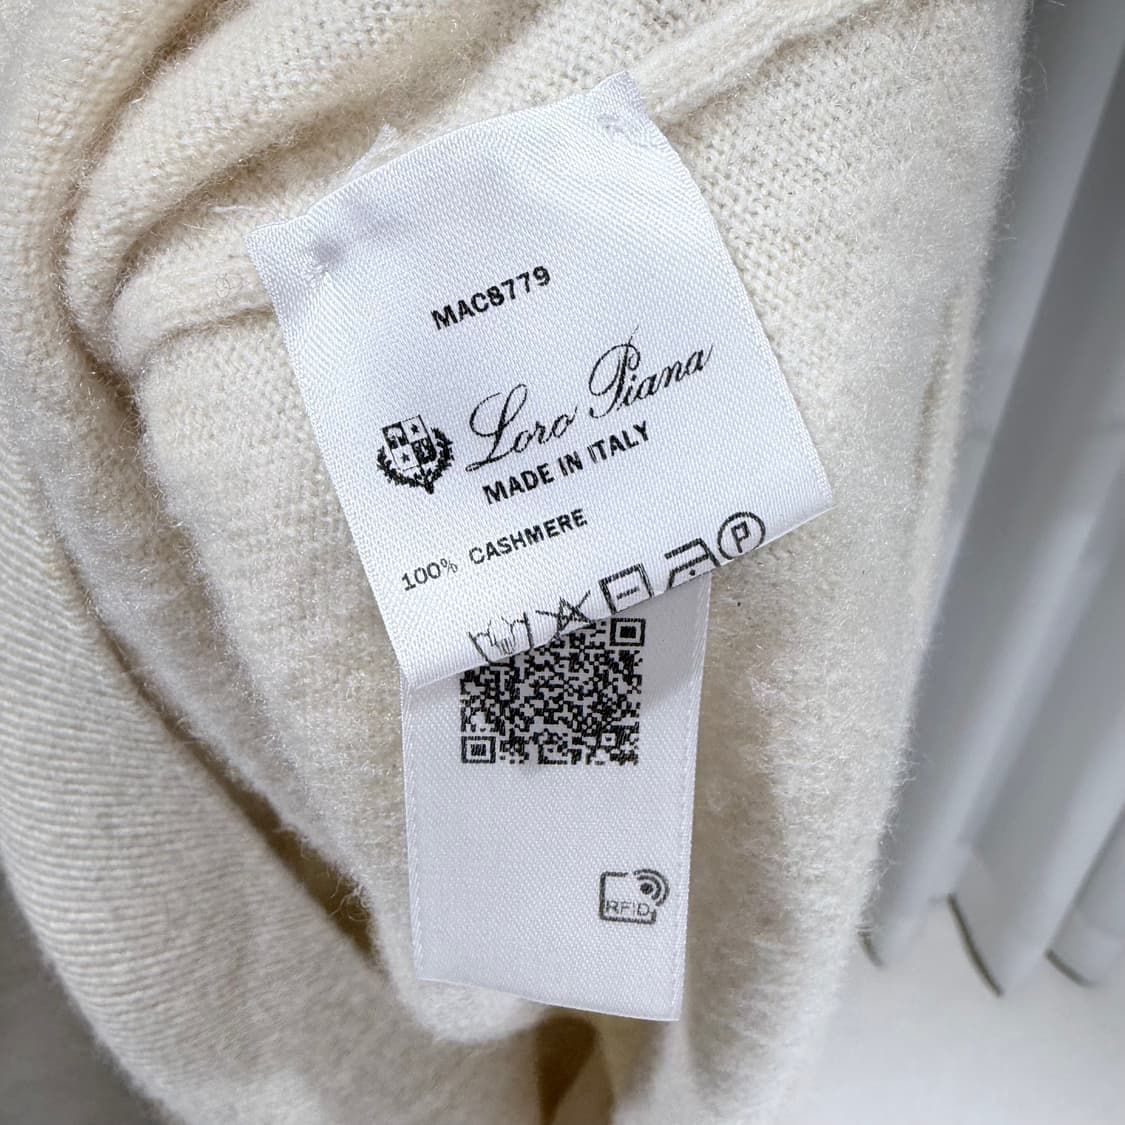 MAC8779
Loro Piana
MADE IN ITALY
100% CASHMERE
P
RFID